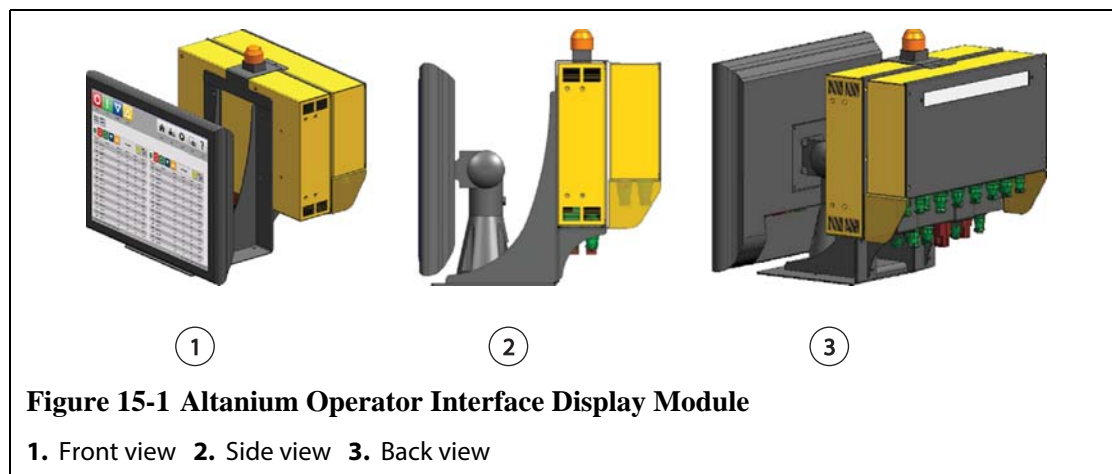 1
2
3
Figure 15-1 Altanium Operator Interface Display Module
1. Front view 2. Side view 3. Back view